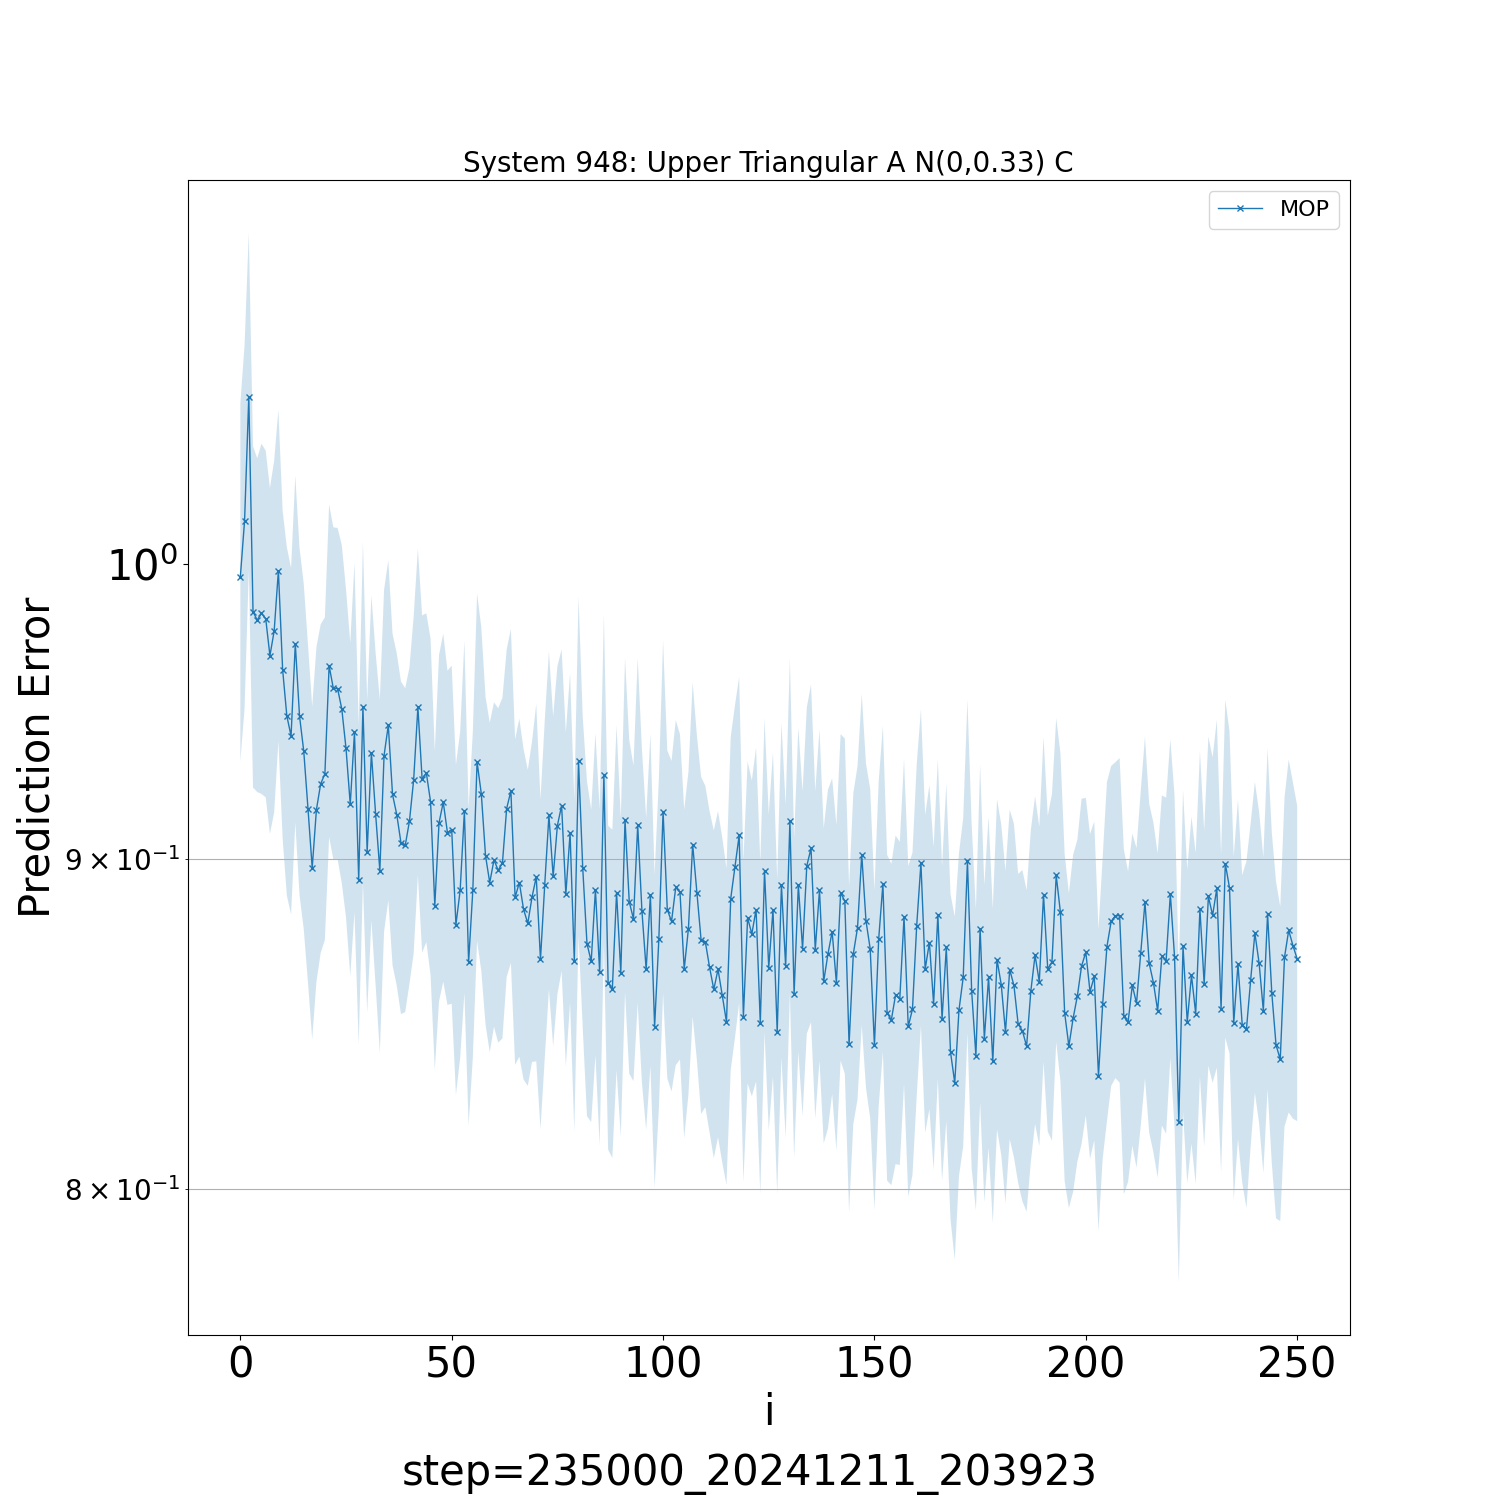 System 948: Upper Triangular A N(0,0.33) C
MOP
Prediction Error
10⁰
9 × 10⁻¹
8 × 10⁻¹
0 50 100 150 200 250
i
step=235000_20241211_203923